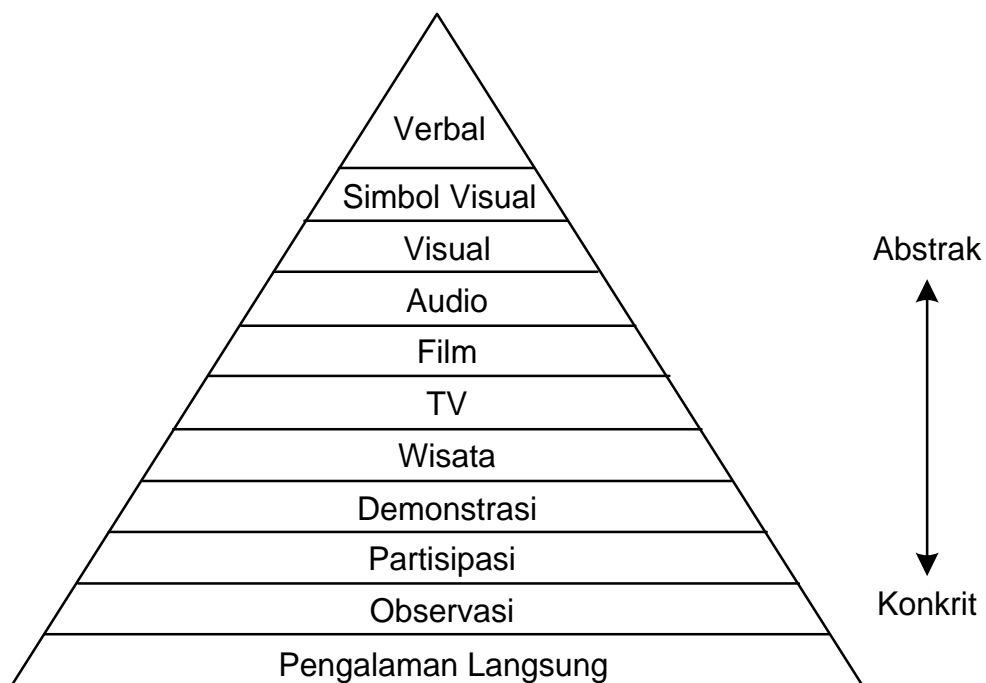 Verbal
Simbol Visual
Visual
Audio
Film
TV
Wisata
Demonstrasi
Partisipasi
Observasi
Pengalaman Langsung
Abstrak
Konkrit